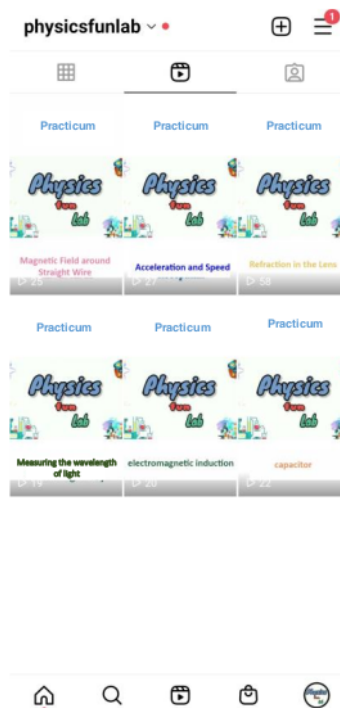 physicsfunlab
1
Practicum
Practicum
Practicum
Physics
fun
Lab
Physics
fun
Lab
Physics
fun
Lab
Magnetic Field around
Straight Wire
Acceleration and Speed
Refraction in the Lens
25
27
58
Practicum
Practicum
Practicum
Physics
fun
Lab
Physics
fun
Lab
Physics
fun
Lab
Measuring the wavelength
of light
electromagnetic induction
capacitor
19
20
22